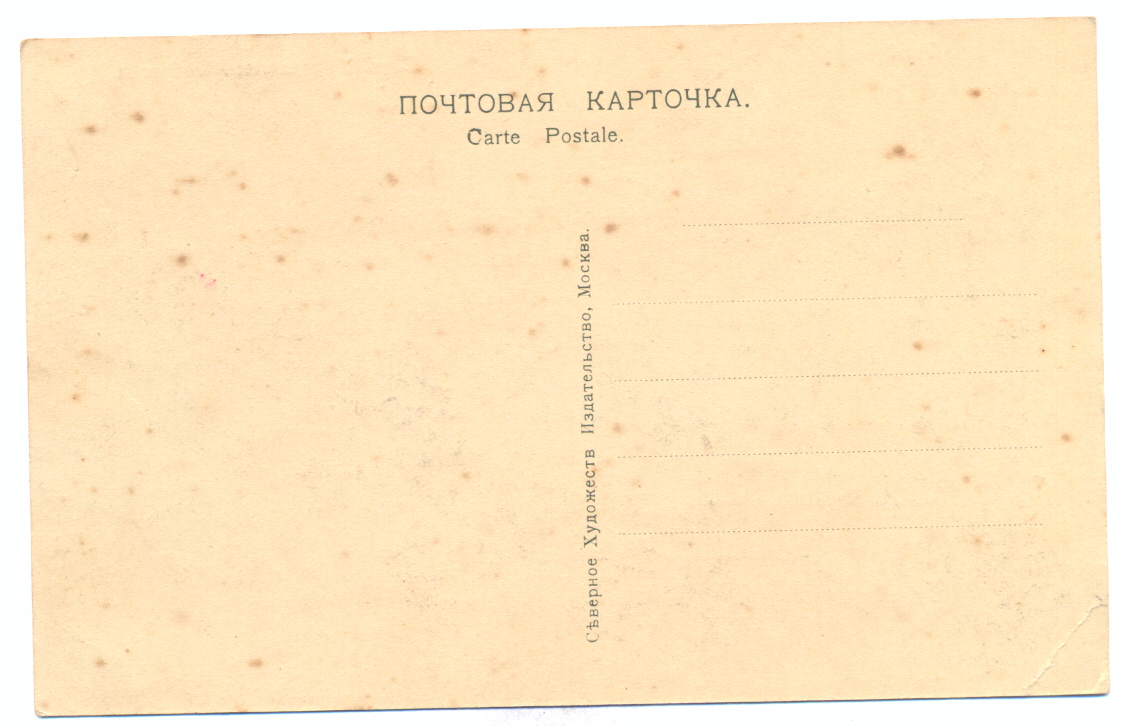 ПОЧТОВАЯ КАРТОЧКА.
Carte Postale.
Сѣверное Художеств Издательство, Москва.